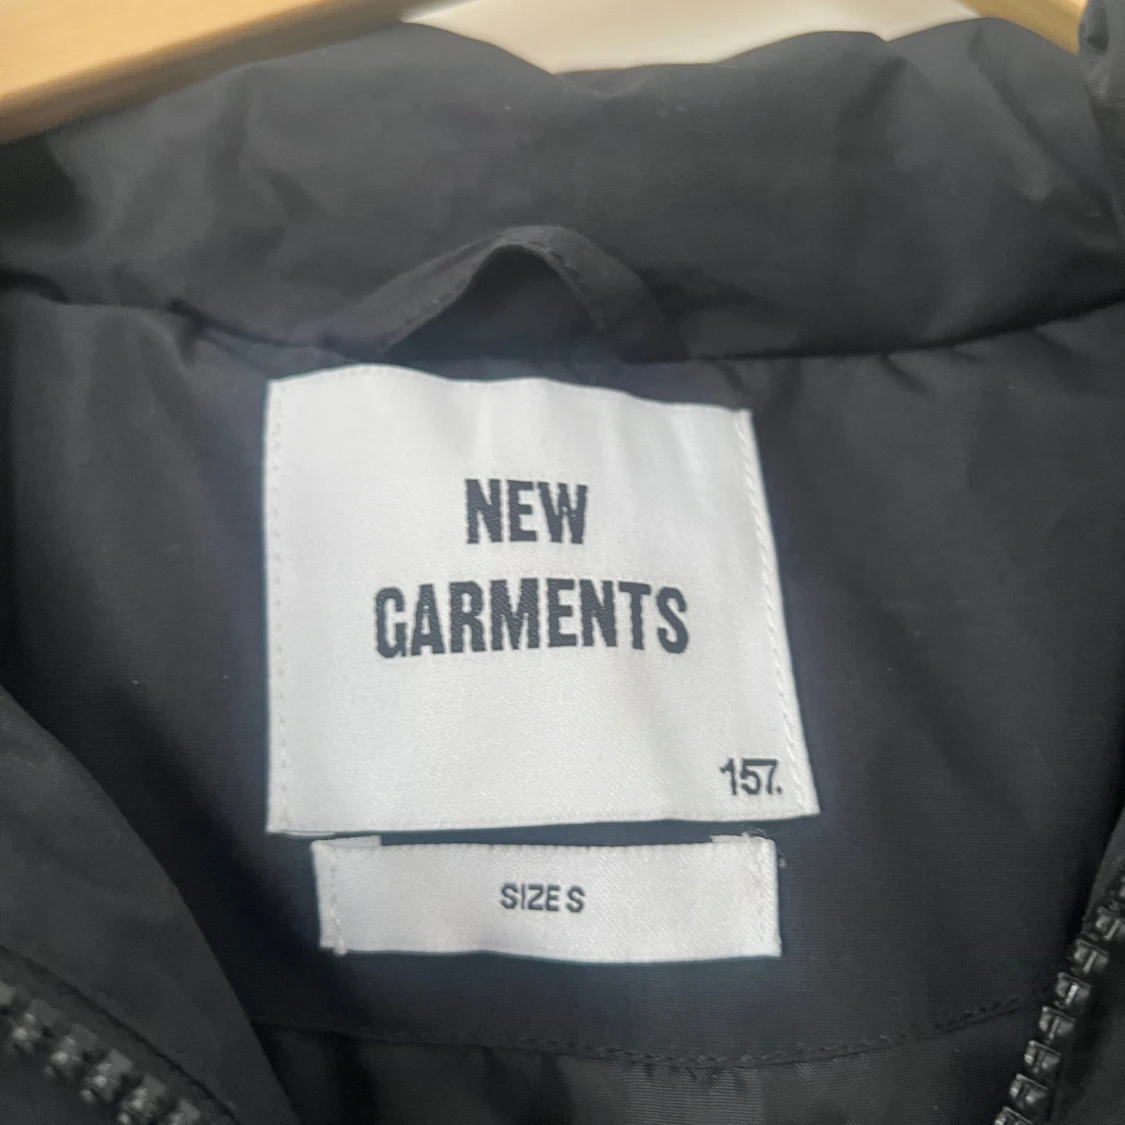 NEW
GARMENTS
157.
SIZE S